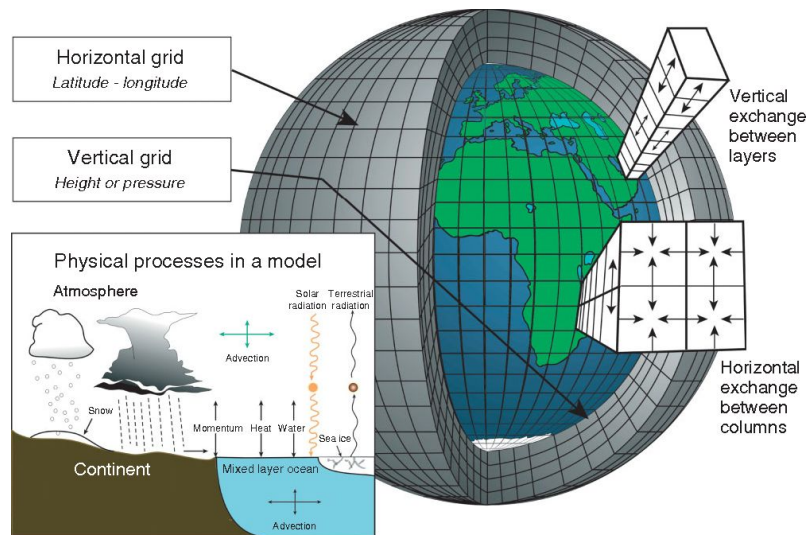 Horizontal grid
Latitude - longitude
Vertical grid
Height or pressure
Vertical
exchange
between
layers
Horizontal
exchange
between
columns
Physical processes in a model
Atmosphere
Solar
radiation
Terrestrial
radiation
Advection
Snow
Momentum
Heat
Water
Sea ice
Continent
Mixed layer ocean
Advection